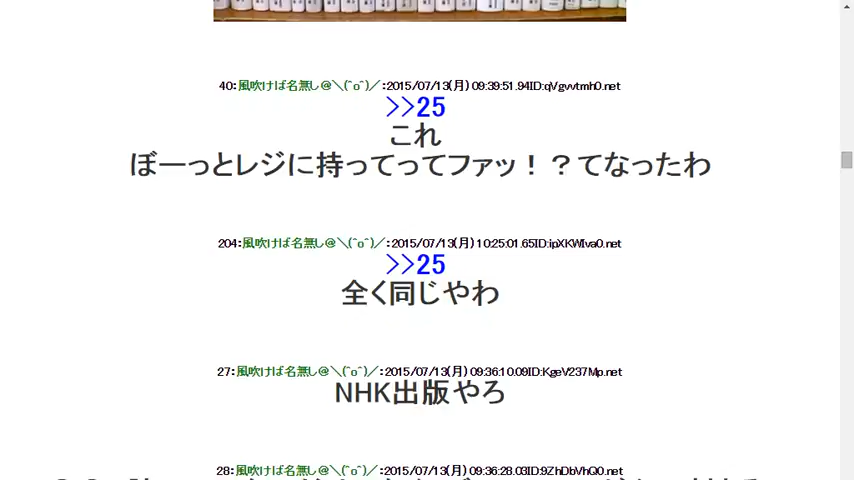 40:風吹けば名無し@＼(^o^)／:2015/07/13(月) 09:39:51.94ID:qVgvvtmh0.net
>>25
これ
ぼーっとレジに持ってってファッ！？てなったわ
204:風吹けば名無し@＼(^o^)／:2015/07/13(月) 10:25:01.65ID:ipXKWIva0.net
>>25
全く同じやわ
27:風吹けば名無し@＼(^o^)／:2015/07/13(月) 09:36:10.09ID:KgeV237Mp.net
NHK出版やろ
28:風吹けば名無し@＼(^o^)／:2015/07/13(月) 09:36:28.03ID:9ZhDbVhQ0.net